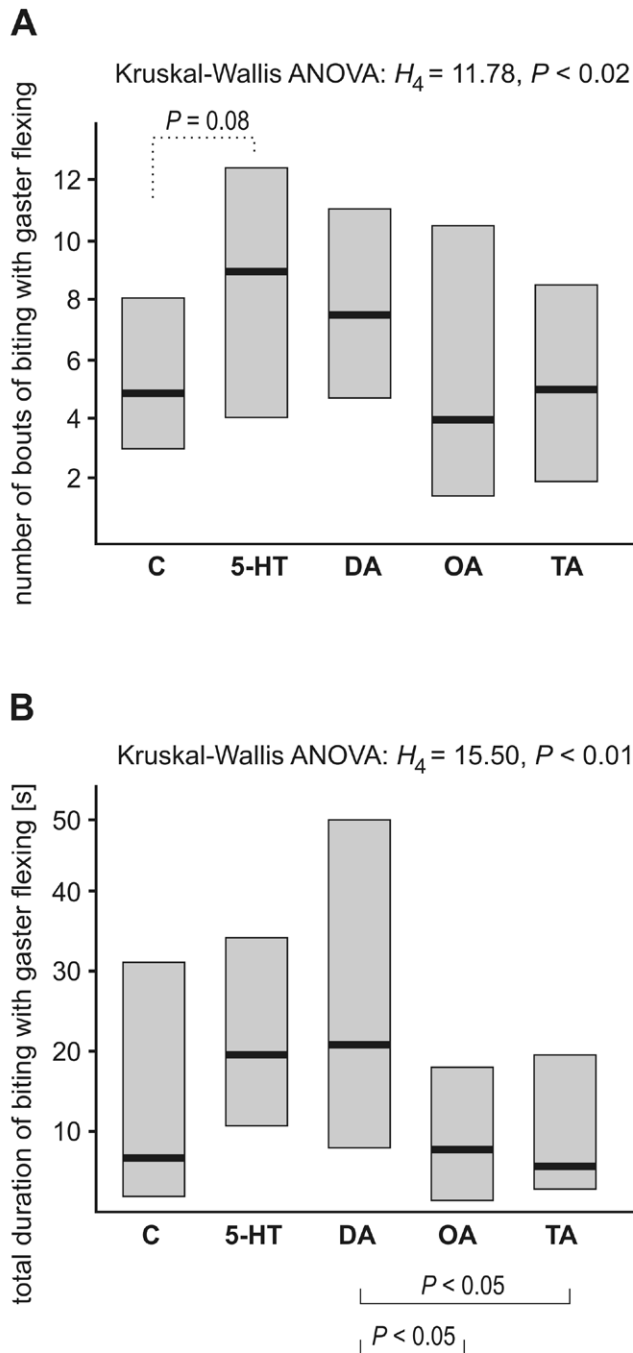 A
Kruskal-Wallis ANOVA: H4 = 11.78, P < 0.02
P = 0.08
number of bouts of biting with gaster flexing
12
10
8
6
4
2
C 5-HT DA OA TA
B
Kruskal-Wallis ANOVA: H4 = 15.50, P < 0.01
total duration of biting with gaster flexing [s]
50
40
30
20
10
C 5-HT DA OA TA
P < 0.05
P < 0.05